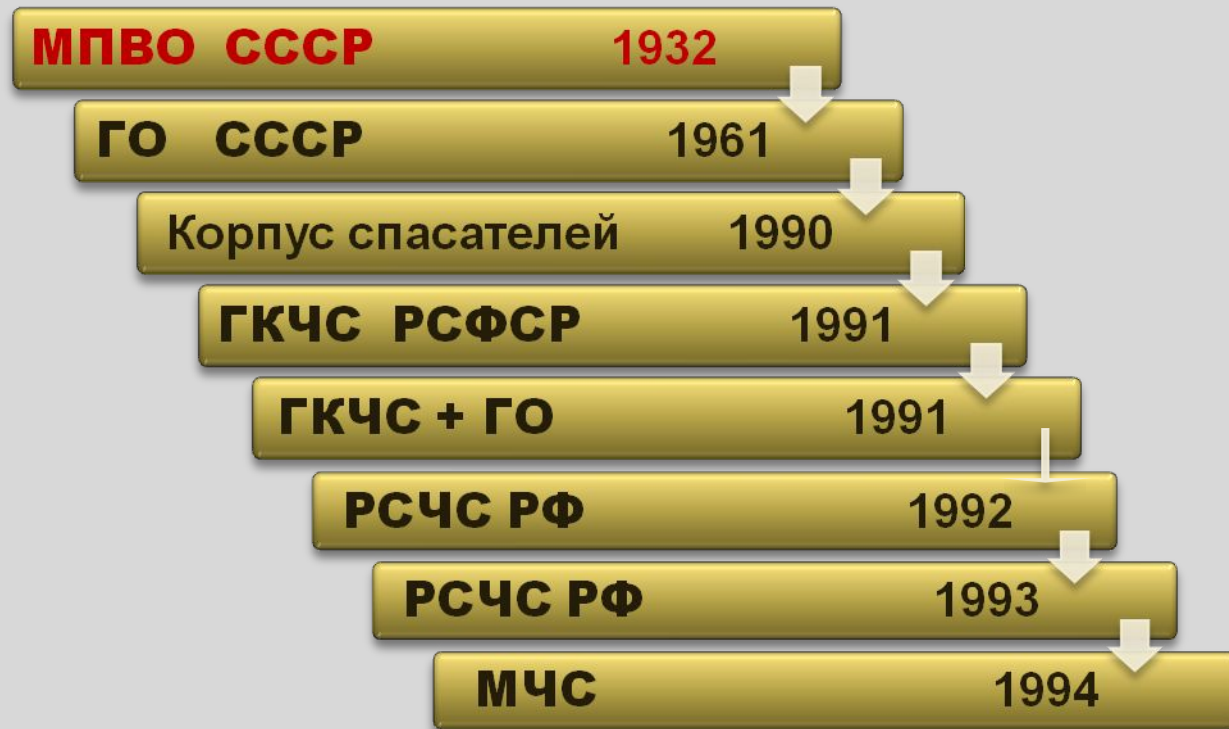 МПВО СССР 1932
ГО СССР 1961
Корпус спасателей 1990
ГКЧС РСФСР 1991
ГКЧС + ГО 1991
РСЧС РФ 1992
РСЧС РФ 1993
МЧС 1994